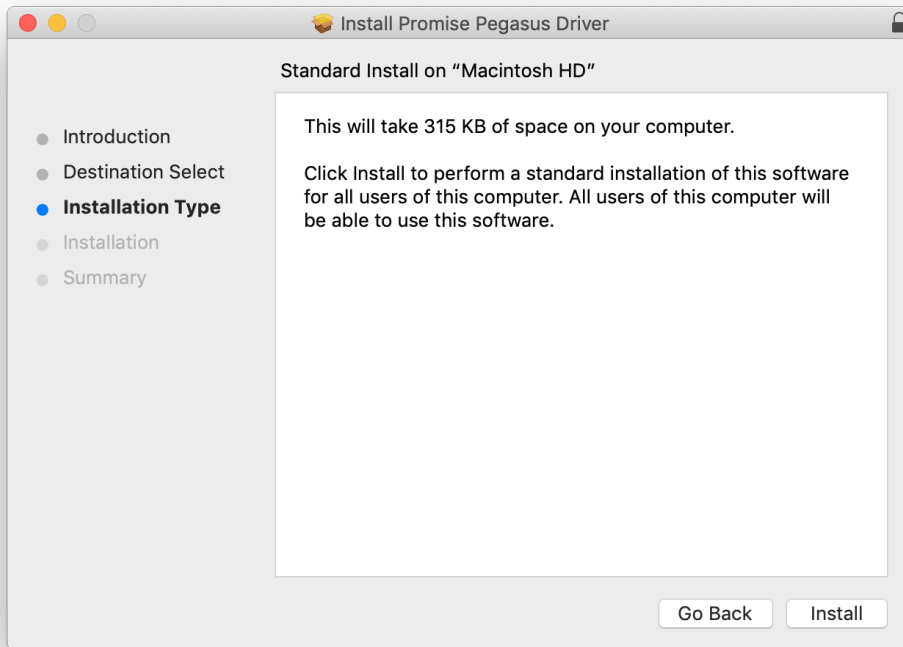 Install Promise Pegasus Driver
Standard Install on “Macintosh HD”
Introduction
Destination Select
Installation Type
Installation
Summary
This will take 315 KB of space on your computer.
Click Install to perform a standard installation of this software
for all users of this computer. All users of this computer will
be able to use this software.
Go Back
Install